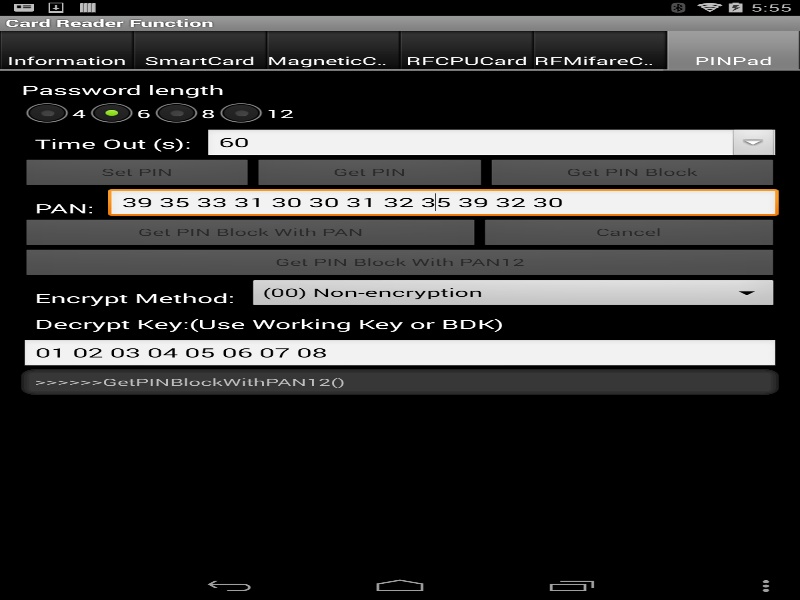 5:55
Card Reader Function
Information SmartCard MagneticC.. RFCPUCard RFMifareC.. PINPad
Password length
4 6 8 12
Time Out (s): 60
Set PIN Get PIN Get PIN Block
PAN: 39 35 33 31 30 30 31 32 35 39 32 30
Get PIN Block With PAN Cancel
Get PIN Block With PAN12
Encrypt Method: (00) Non-encryption
Decrypt Key:(Use Working Key or BDK)
01 02 03 04 05 06 07 08
>>>>>>GetPINBlockWithPAN12()